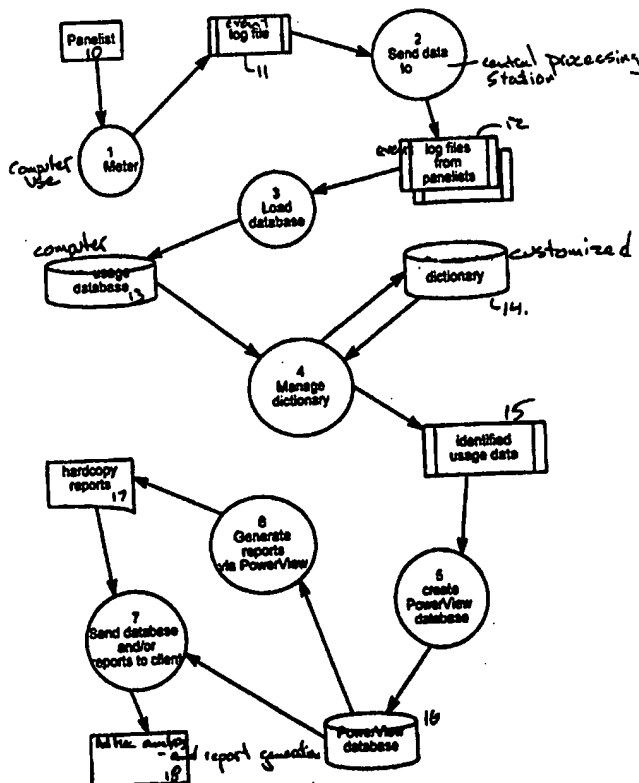 Panelist
10
event
log file
11
2
Send data
to
central processing
station
1
Meter
computer
use
12
event
log files
from
panelists
3
Load
database
computer
usage
database
13
customized
dictionary
14.
4
Manage
dictionary
15
identified
usage data
hardcopy
reports
17
6
Generate
reports
via PowerView
5
create
PowerView
database
7
Send database
and/or
reports to client
16
PowerView
database
and report generation
18